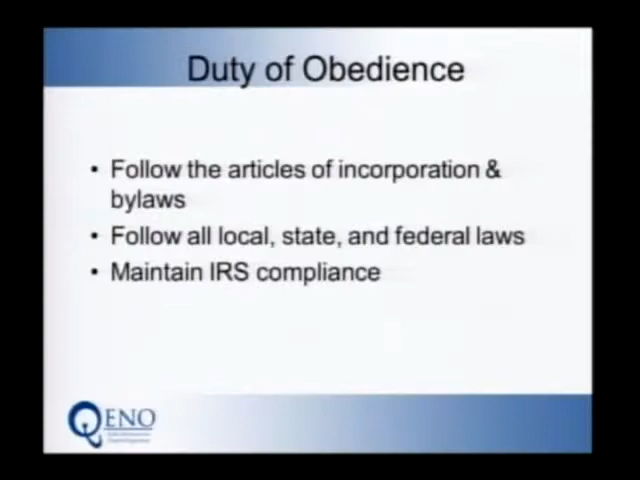 Duty of Obedience
• Follow the articles of incorporation &
bylaws
• Follow all local, state, and federal laws
• Maintain IRS compliance
QENO